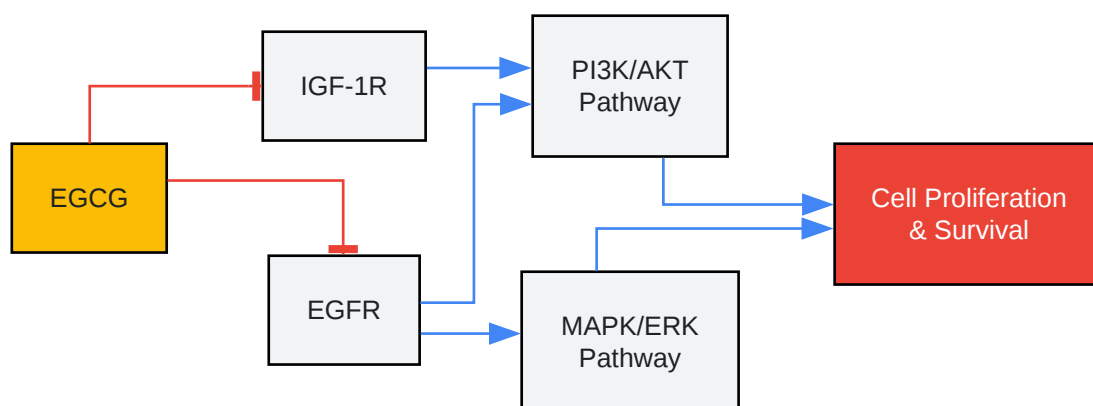 IGF-1R
PI3K/AKT
Pathway
EGCG
Cell Proliferation
& Survival
EGFR
MAPK/ERK
Pathway